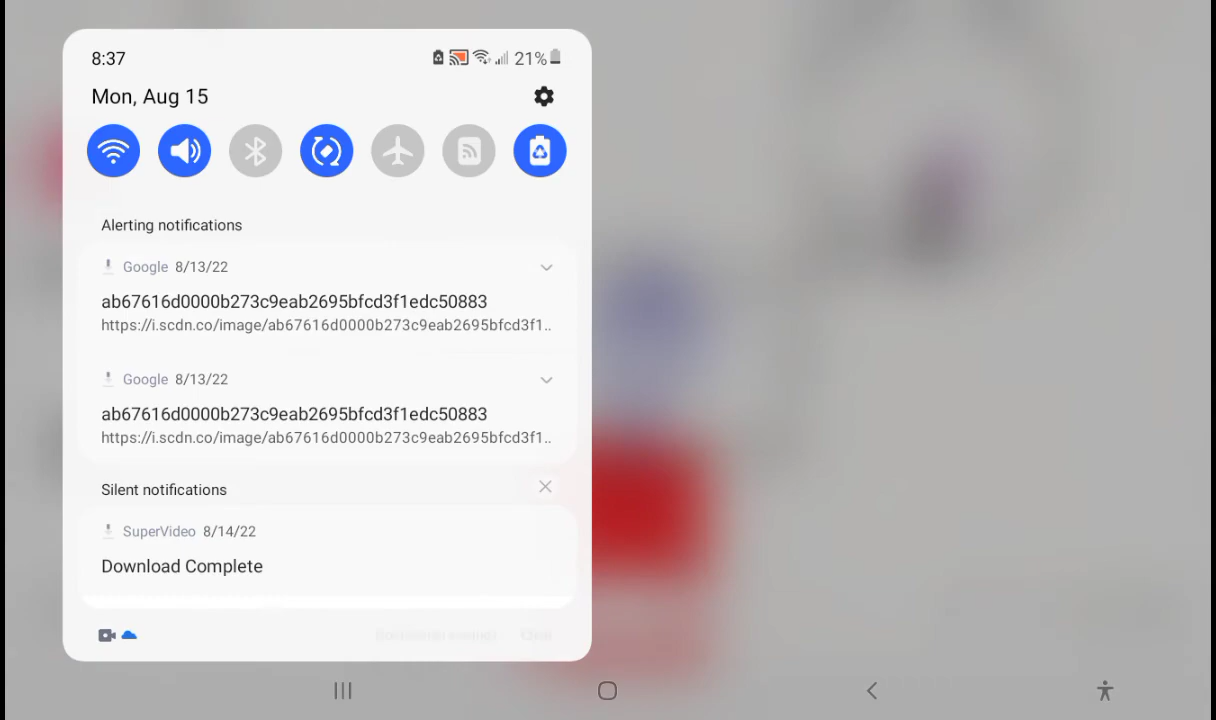 8:37
21%
Mon, Aug 15
Alerting notifications
Google 8/13/22
ab67616d0000b273c9eab2695bfcd3f1edc50883
https://i.scdn.co/image/ab67616d0000b273c9eab2695bfcd3f1..
Google 8/13/22
ab67616d0000b273c9eab2695bfcd3f1edc50883
https://i.scdn.co/image/ab67616d0000b273c9eab2695bfcd3f1..
Silent notifications
SuperVideo 8/14/22
Download Complete
Clear